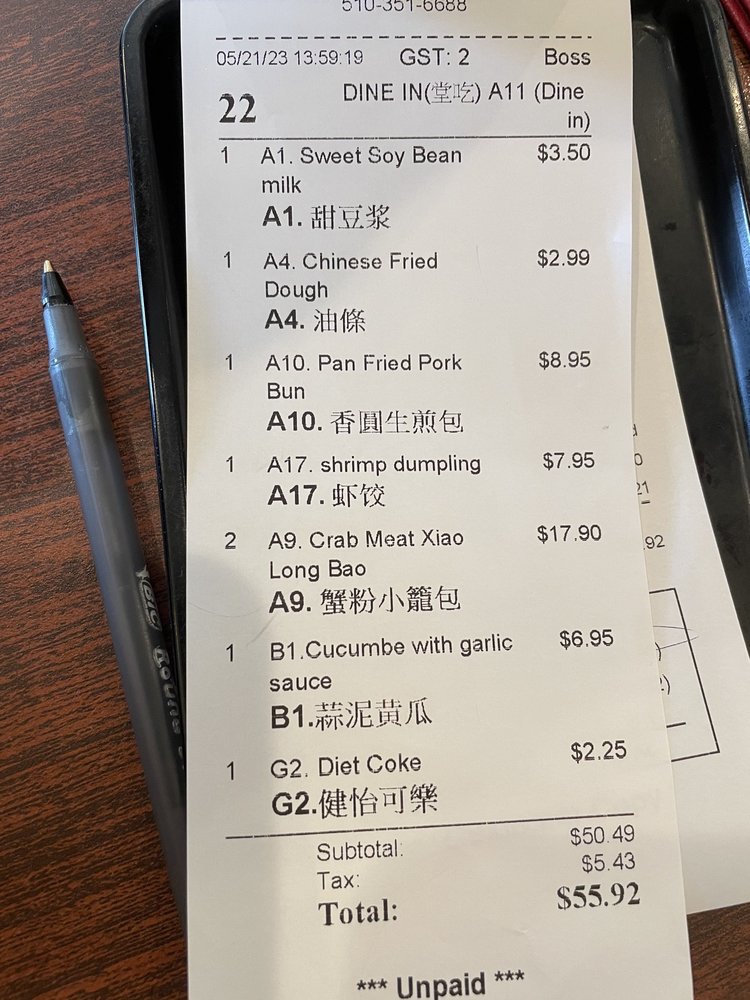 510-351-6688
05/21/23 13:59:19 GST: 2 Boss
22 DINE IN(堂吃) A11 (Dine
in)
1 A1. Sweet Soy Bean $3.50
milk
A1. 甜豆浆
1 A4. Chinese Fried $2.99
Dough
A4. 油條
1 A10. Pan Fried Pork $8.95
Bun
A10. 香圓生煎包
1 A17. shrimp dumpling $7.95
A17. 虾饺
2 A9. Crab Meat Xiao $17.90
Long Bao
A9. 蟹粉小籠包
1 B1.Cucumbe with garlic $6.95
sauce
B1.蒜泥黃瓜
1 G2. Diet Coke $2.25
G2.健怡可樂
Subtotal: $50.49
Tax: $5.43
Total: $55.92
*** Unpaid ***
21
.92
BIC